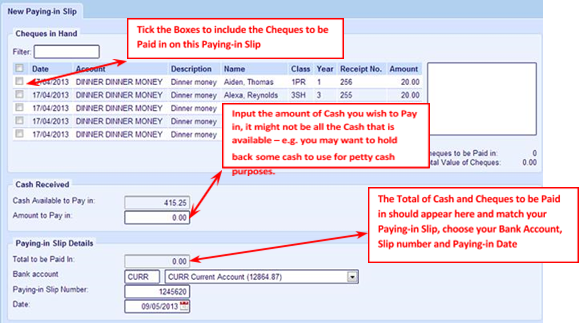 New Paying-in Slip
Cheques in Hand
Tick the Boxes to include the Cheques to be
Paid in on this Paying-in Slip
Filter:
Date Account Description Name Class Year Receipt No. Amount
17/04/2013 DINNER DINNER MONEY Dinner money Aiden, Thomas 1PR 1 256 20.00
17/04/2013 DINNER DINNER MONEY Dinner money Alexa, Reynolds 3SH 3 255 20.00
17/04/2013 DINNER DINNER MONEY Dinner money
17/04/2013 DINNER DINNER MONEY Dinner money
17/04/2013 DINNER DINNER MONEY Dinner money
Input the amount of Cash you wish to Pay
in, it might not be all the Cash that is
available – e.g. you may want to hold
back some cash to use for petty cash
purposes.
in: 0
Value of Cheques: 0.00
Cash Received
Cash Available to Pay in: 415.25
Amount to Pay in: 0.00
The Total of Cash and Cheques to be Paid
in should appear here and match your
Paying-in Slip, choose your Bank Account,
Slip number and Paying-in Date
Paying-in Slip Details
Total to be Paid In: 0.00
Bank account CURR CURR Current Account (12864.87)
Paying-in Slip Number: 1245620
Date: 09/05/2013